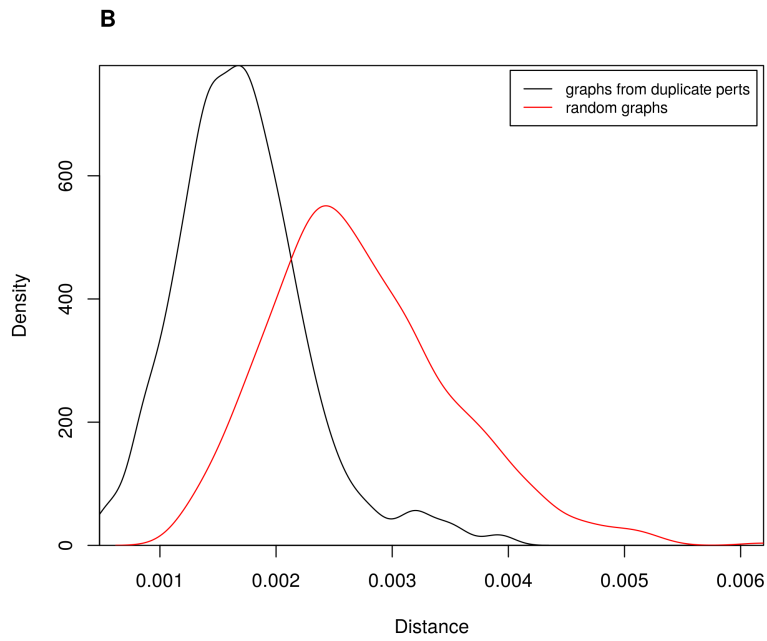 B
graphs from duplicate perts
random graphs
Density
600
400
200
0
0.001 0.002 0.003 0.004 0.005 0.006
Distance